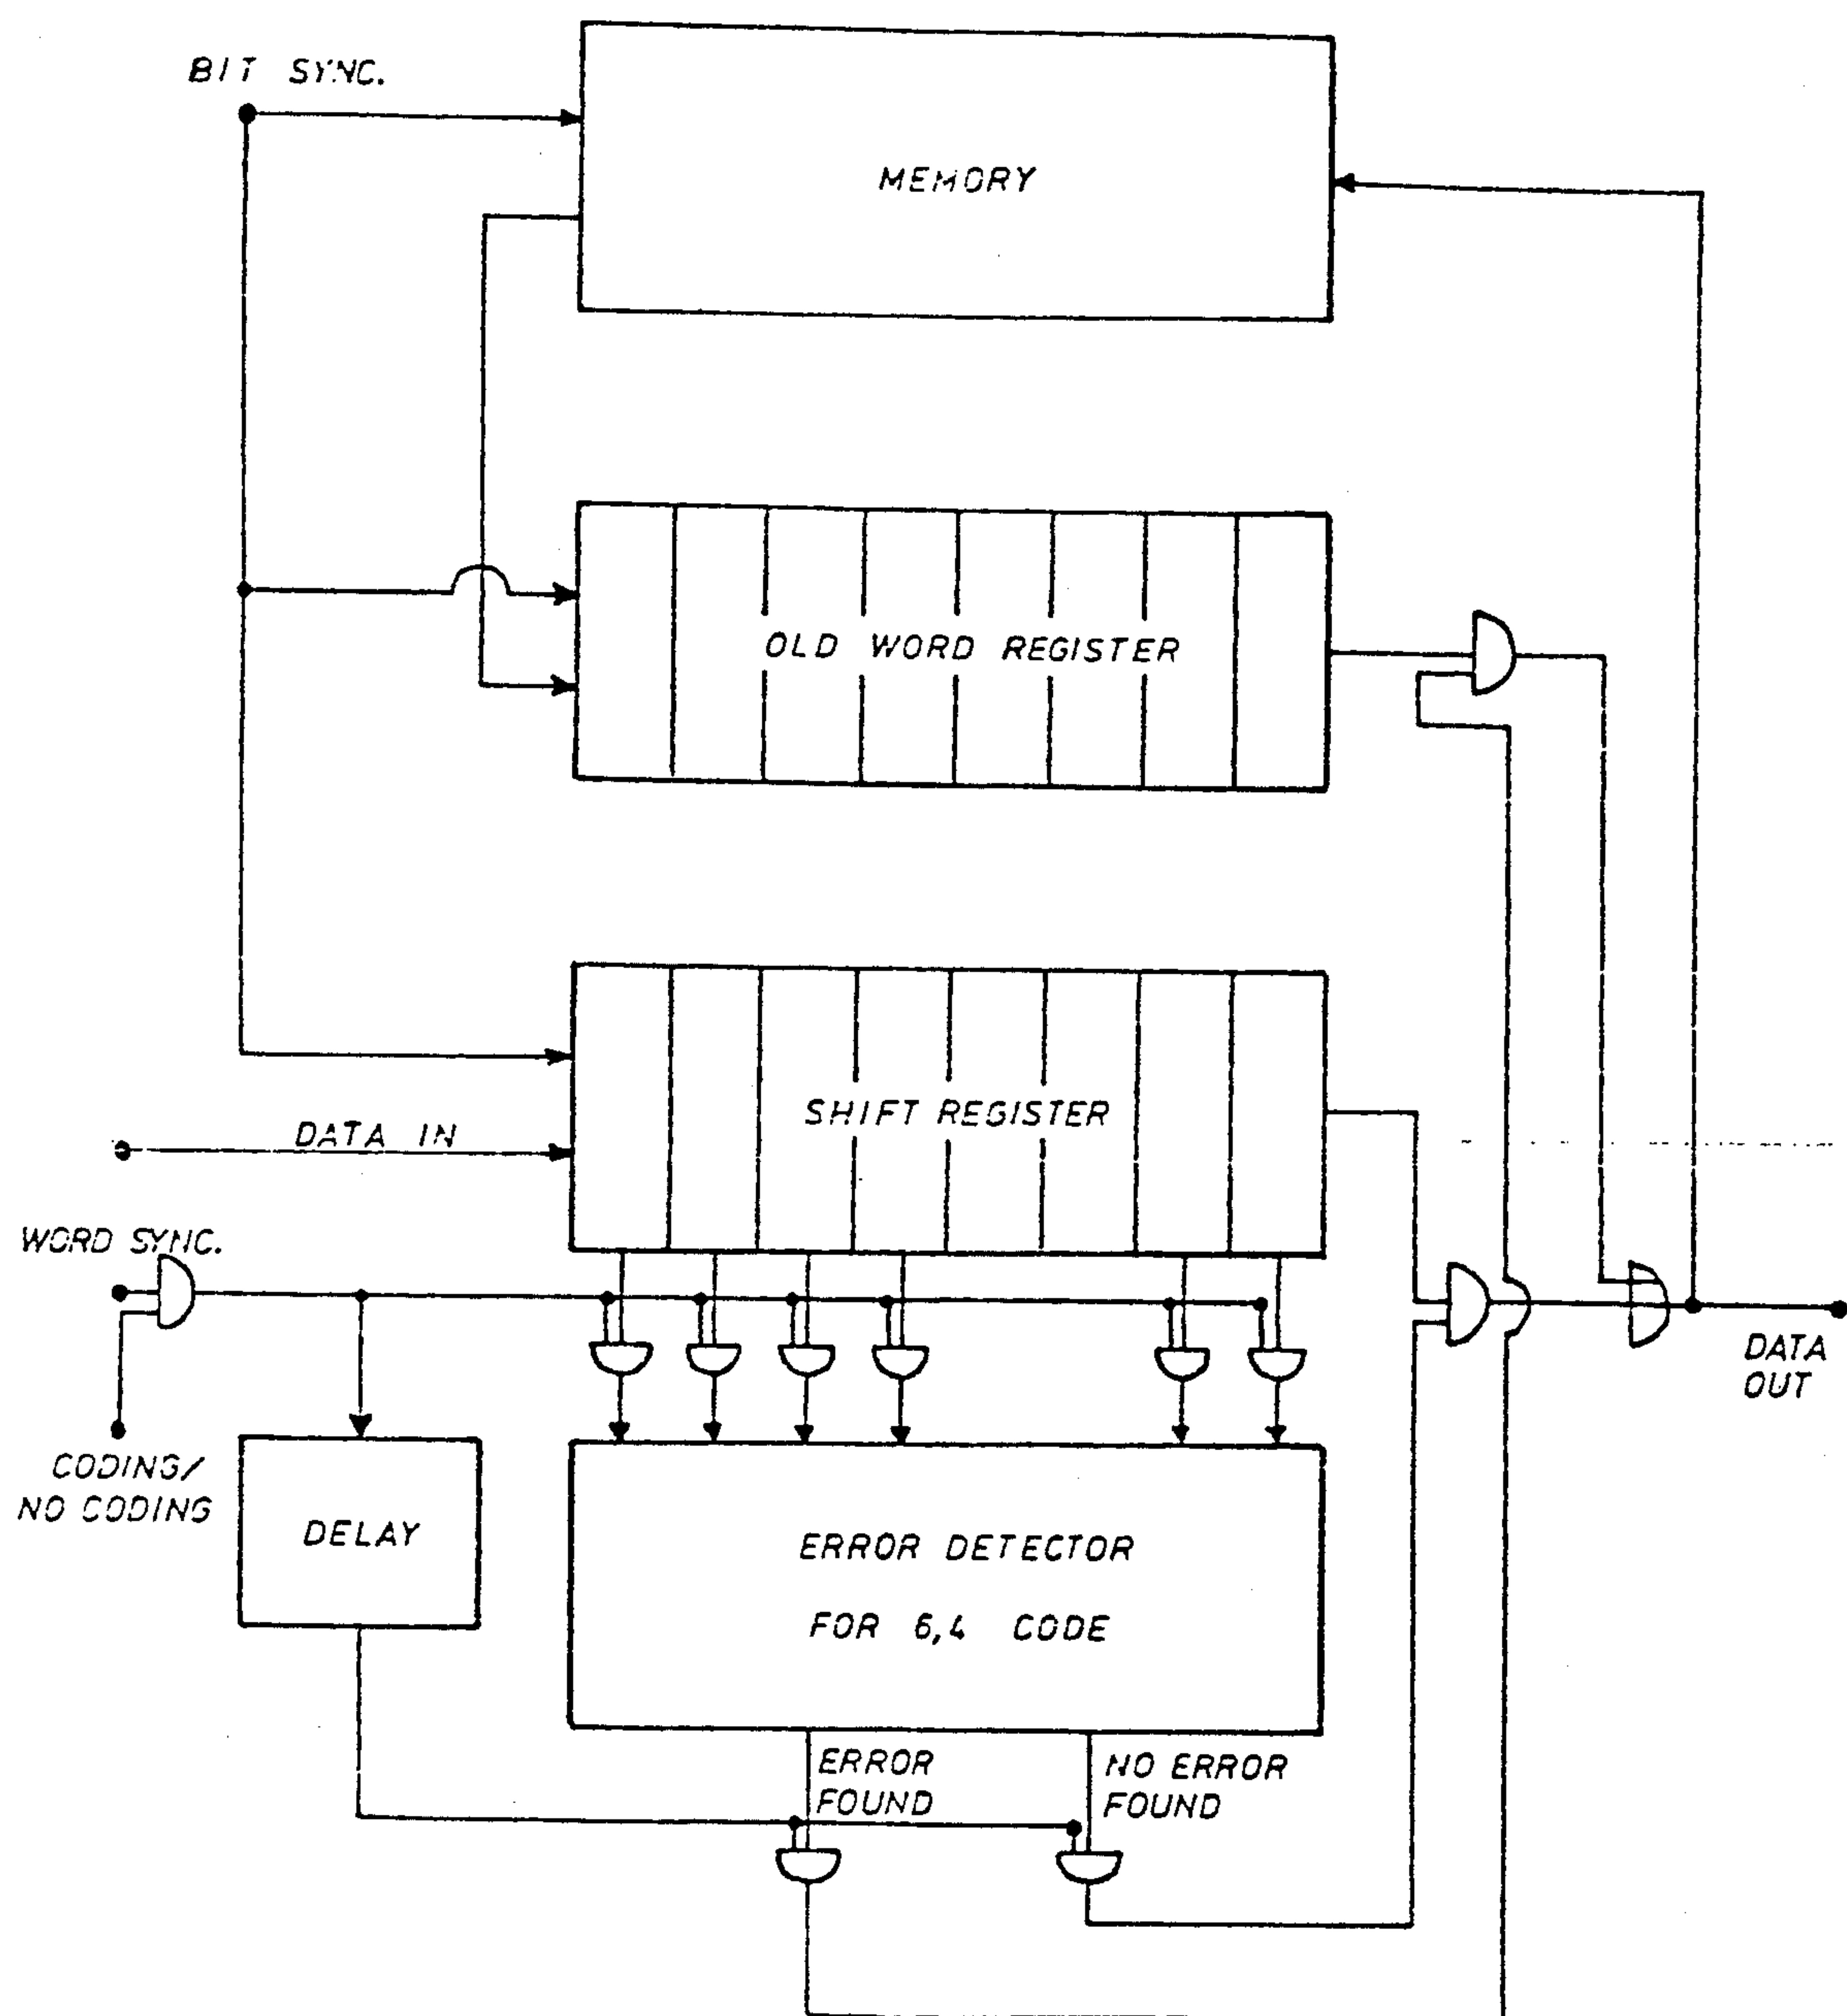 BIT SYNC.
MEMORY
OLD WORD REGISTER
SHIFT REGISTER
DATA IN
WORD SYNC.
DATA
OUT
CODING/
NO CODING
DELAY
ERROR DETECTOR
FOR 6,4 CODE
ERROR
FOUND
NO ERROR
FOUND